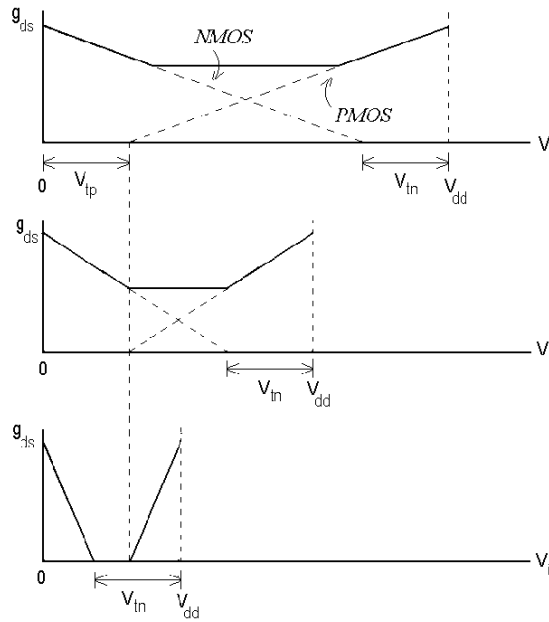 g_ds
NMOS
PMOS
V
0
V_tp
V_tn
V_dd
g_ds
V
0
V_tn
V_dd
g_ds
V_i
0
V_tn
V_dd